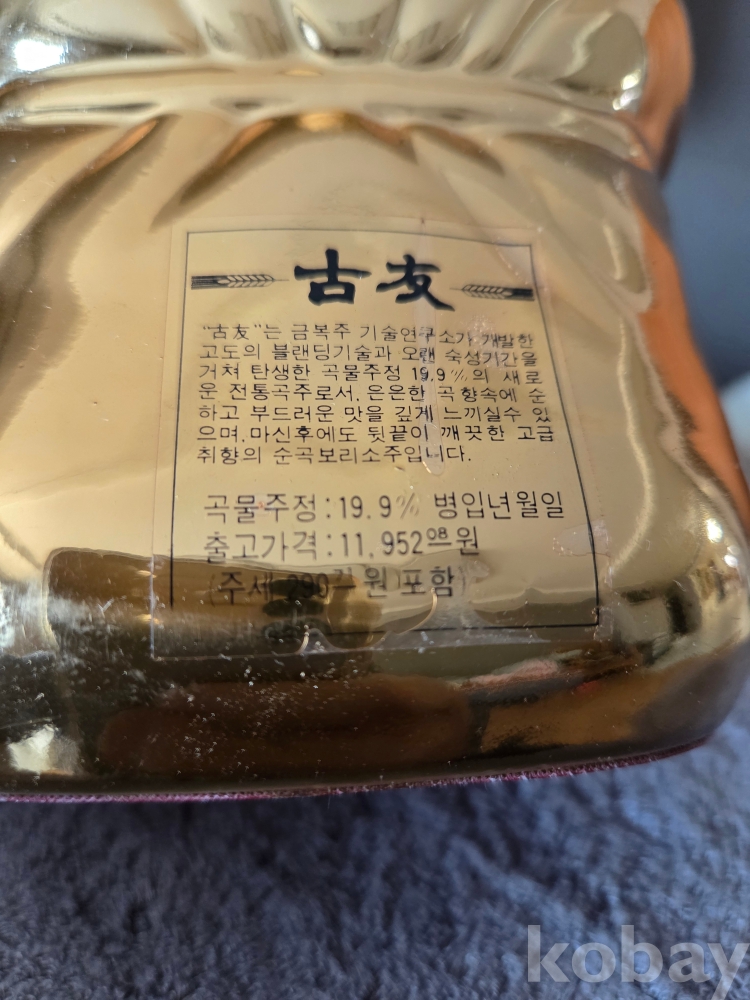 古友
"古友"는 금복주 기술연구소가 개발한
고도의 블랜딩기술과 오랜 숙성기간을
거쳐 탄생한 곡물주정 19.9%의 새로
운 전통곡주로서, 은은한 곡향속에 순
하고 부드러운 맛을 깊게 느끼실수 있
으며, 마신후에도 뒷끝이 깨끗한 고급
취향의 순곡보리소주입니다.
곡물주정:19.9% 병입년월일
출고가격:11,952 08 원
(주세 원 포함)
kobay